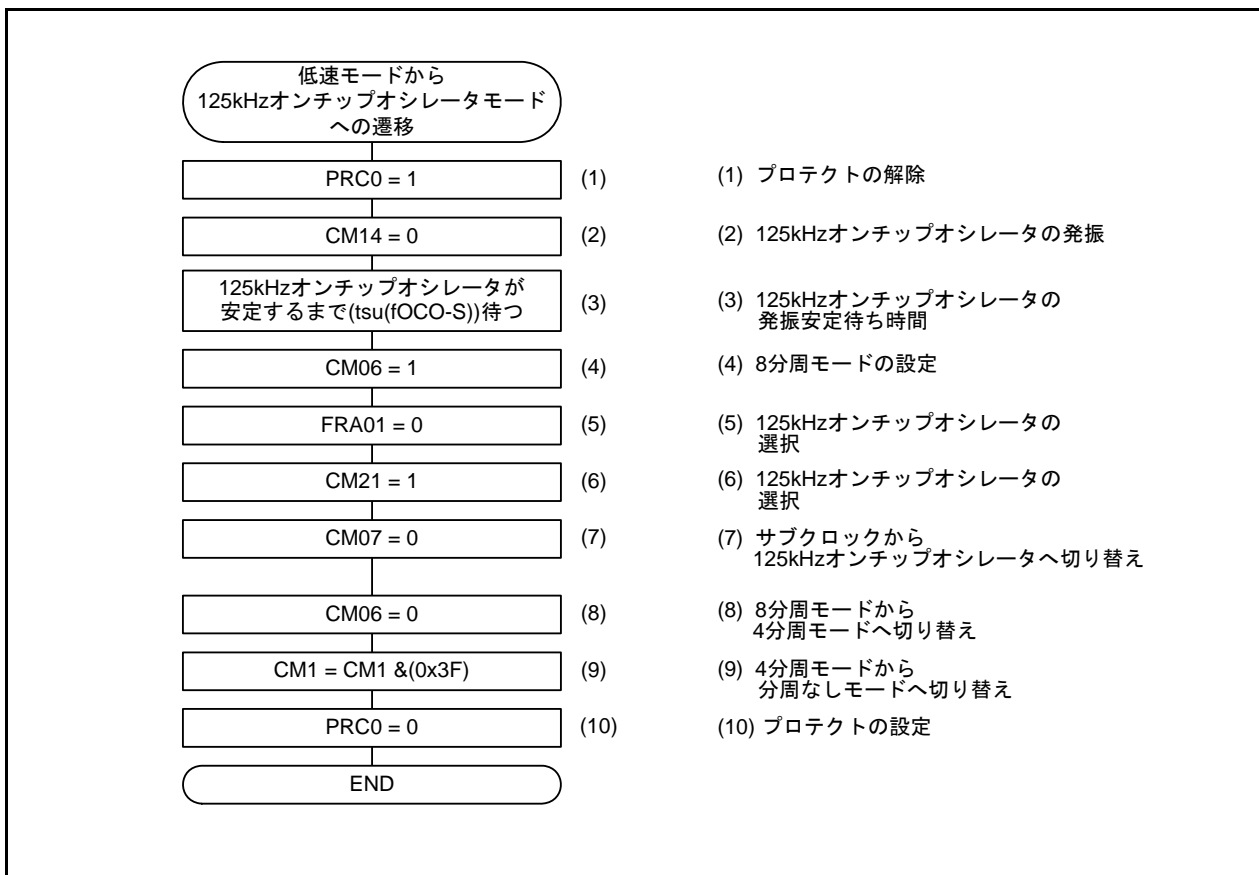 低速モードから
125kHzオンチップオシレータモード
への遷移
PRC0 = 1
(1)
(1) プロテクトの解除
CM14 = 0
(2)
(2) 125kHzオンチップオシレータの発振
125kHzオンチップオシレータが
安定するまで(tsu(fOCO-S))待つ
(3)
(3) 125kHzオンチップオシレータの
発振安定待ち時間
CM06 = 1
(4)
(4) 8分周モードの設定
FRA01 = 0
(5)
(5) 125kHzオンチップオシレータの
選択
CM21 = 1
(6)
(6) 125kHzオンチップオシレータの
選択
CM07 = 0
(7)
(7) サブクロックから
125kHzオンチップオシレータへ切り替え
CM06 = 0
(8)
(8) 8分周モードから
4分周モードへ切り替え
CM1 = CM1 &(0x3F)
(9)
(9) 4分周モードから
分周なしモードへ切り替え
PRC0 = 0
(10)
(10) プロテクトの設定
END